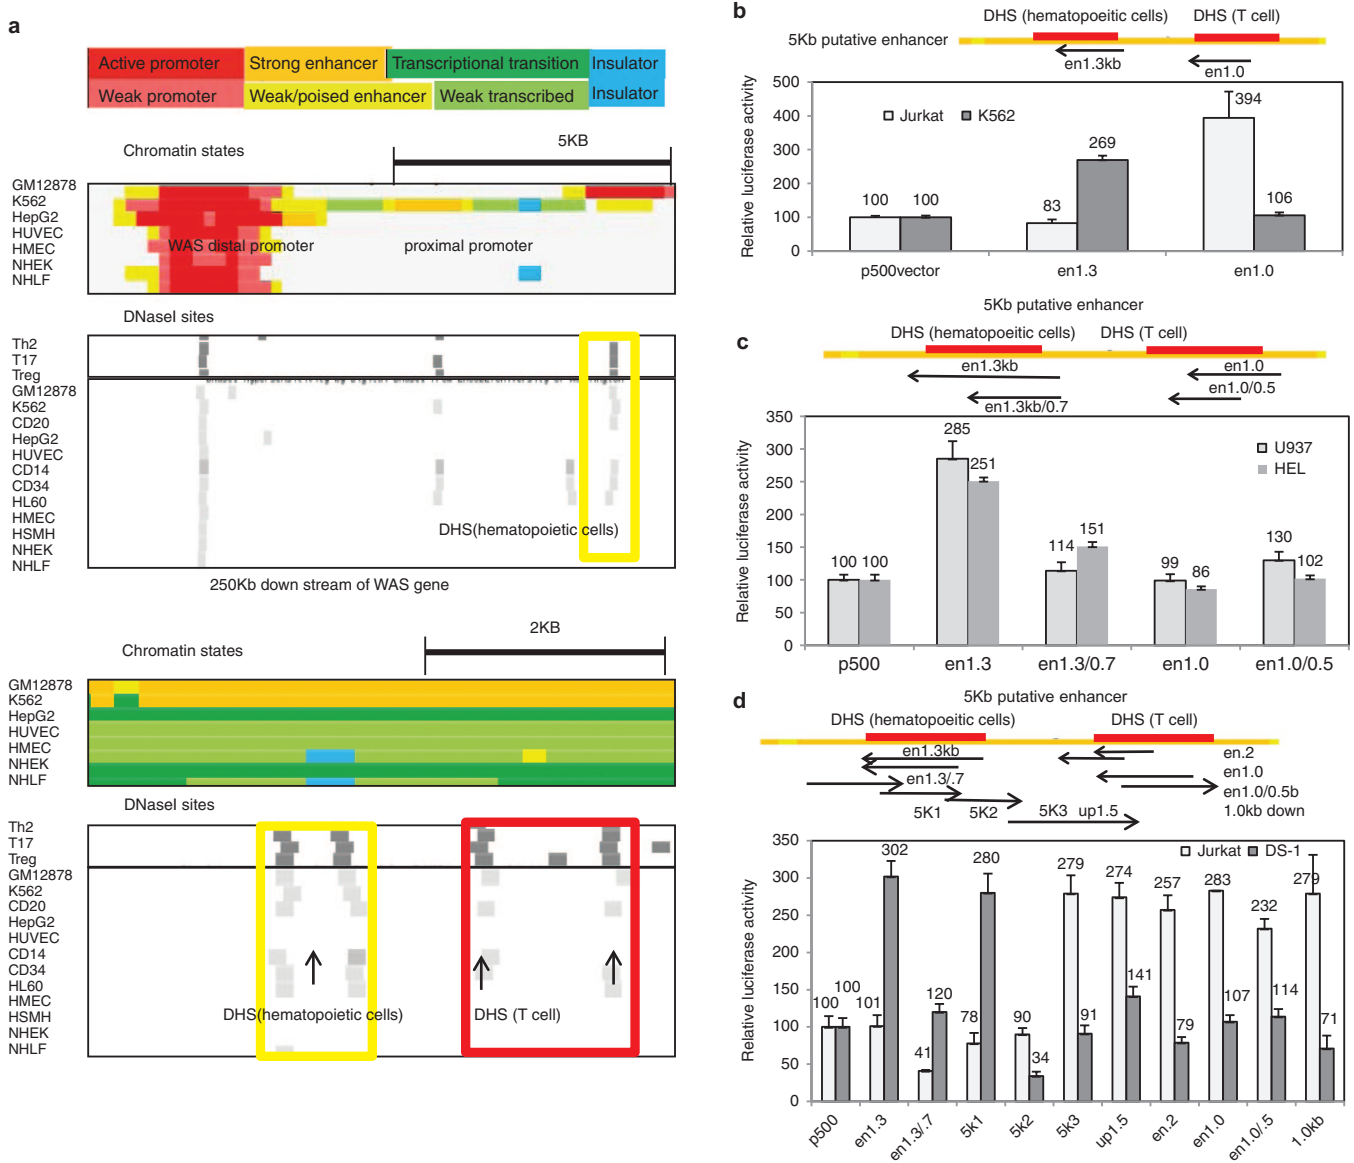 a
Active promoter Strong enhancer Transcriptional transition Insulator
Weak promoter Weak/poised enhancer Weak transcribed Insulator
Chromatin states
5KB
GM12878
K562
HepG2
HUVEC
HMEC
NHEK
NHLF
WAS distal promoter
proximal promoter
DNaseI sites
Th2
T17
Treg
GM12878
K562
CD20
HepG2
HUVEC
CD14
CD34
HL60
HMEC
HSMH
NHEK
NHLF
DHS(hematopoietic cells)
250Kb down stream of WAS gene
Chromatin states
2KB
GM12878
K562
HepG2
HUVEC
HMEC
NHEK
NHLF
DNaseI sites
Th2
T17
Treg
GM12878
K562
CD20
HepG2
HUVEC
CD14
CD34
HL60
HMEC
HSMH
NHEK
NHLF
DHS(hematopoietic cells)
DHS (T cell)
b
DHS (hematopoeitic cells) DHS (T cell)
5Kb putative enhancer
en1.3kb
en1.0
Relative luciferase activity
500
400
300
200
100
0
Jurkat K562
100 100 83 269 394 106
p500vector en1.3 en1.0
5Kb putative enhancer
c
DHS (hematopoeitic cells) DHS (T cell)
en1.3kb
en1.0
en1.3kb/0.7
en1.0/0.5
Relative luciferase activity
350
300
250
200
150
100
50
0
U937
HEL
100 100 285 251 114 151 99 86 130 102
p500 en1.3 en1.3/0.7 en1.0 en1.0/0.5
5Kb putative enhancer
d
DHS (hematopoeitic cells) DHS (T cell)
en1.3kb
en.2
en1.3/.7
en1.0
en1.0/0.5b
5K1 5K2 5K3 up1.5 1.0kb down
Relative luciferase activity
350
300
250
200
150
100
50
0
Jurkat DS-1
100 100 101 302 41 120 78 280 90 34 279 91 274 141 257 79 283 107 232 114 279 71
p500 en1.3 en1.3/.7 5k1 5k2 5k3 up1.5 en.2 en1.0 en1.0/.5 1.0kb